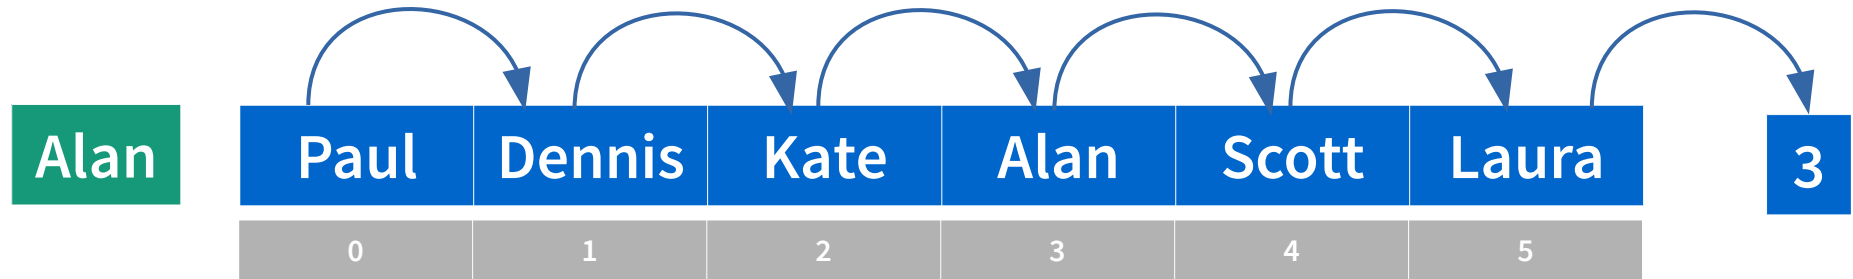 Alan Paul Dennis Kate Alan Scott Laura 3
0 1 2 3 4 5